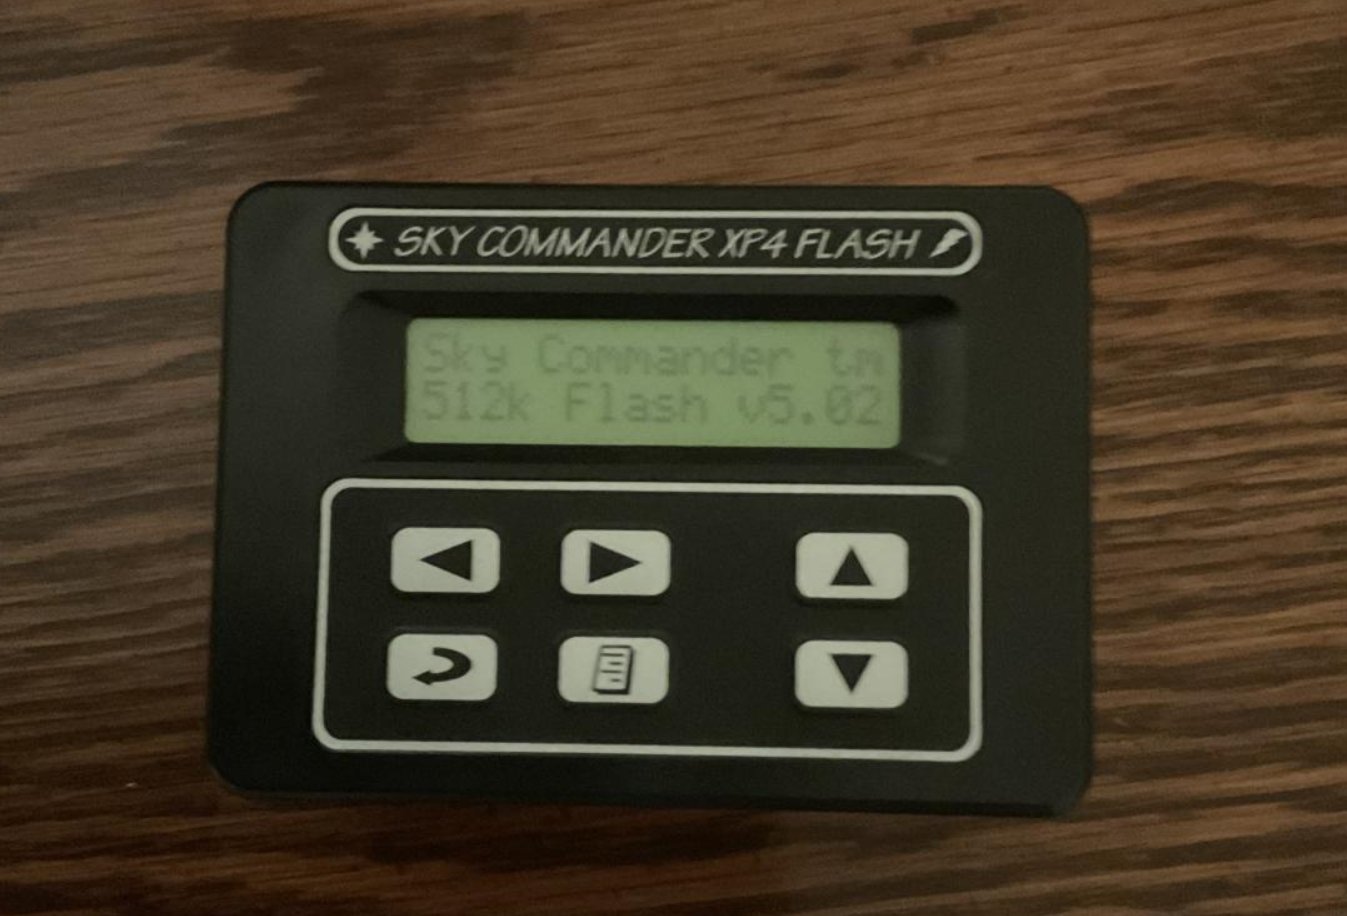 SKY COMMANDER XP4 FLASH
Sky Commander tm
512k Flash v5.02